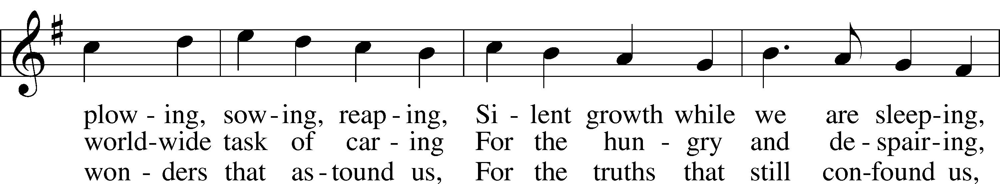 plow - ing, sow - ing, reap - ing, Si - lent growth while we are sleep-ing,
world-wide task of car - ing For the hun - gry and de - spair-ing,
won - ders that as - tound us, For the truths that still con-found us,